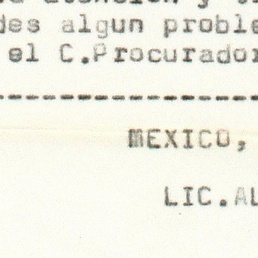 des algun proble
el C.Procurador
MEXICO,
LIC.AL